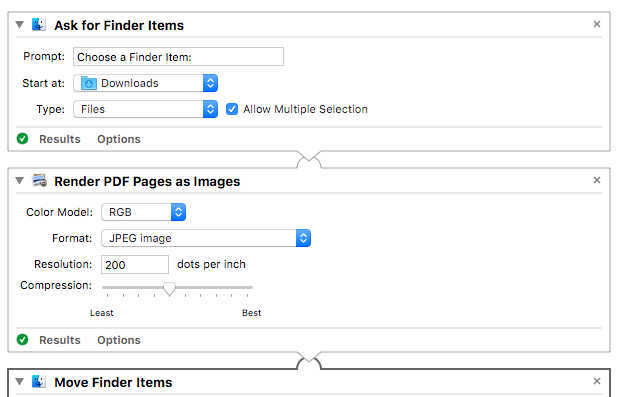 Ask for Finder Items
Prompt: Choose a Finder Item:
Start at: Downloads
Type: Files Allow Multiple Selection
Results Options
Render PDF Pages as Images
Color Model: RGB
Format: JPEG image
Resolution: 200 dots per inch
Compression:
Least Best
Results Options
Move Finder Items